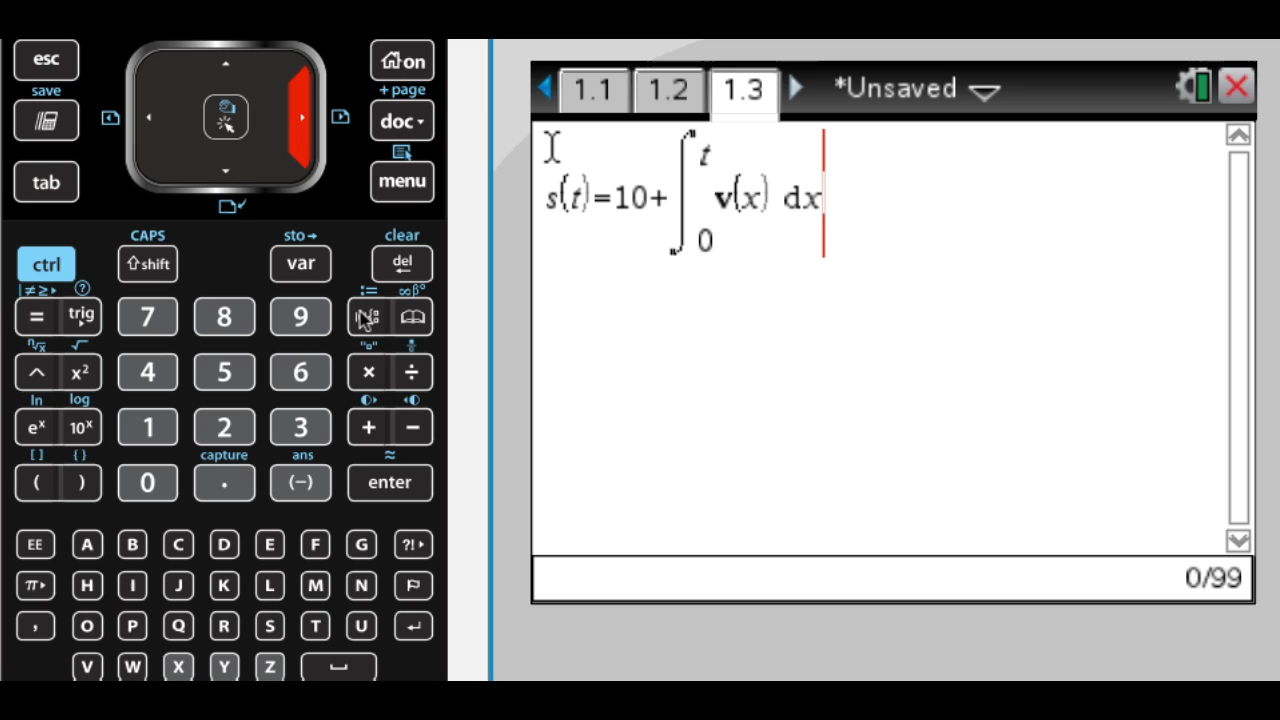 esc
on
save
+ page
doc
tab
menu
CAPS
sto→
clear
ctrl
⇧shift
var
del
|≠≥▸ ?
:= ∞β°
= trig 7 8 9
ⁿ√x √
"▫"
^ x² 4 5 6 × ÷
ln log
eˣ 10ˣ 1 2 3 + −
[ ] { } capture ans ≈
( ) 0 . (−) enter
EE A B C D E F G ?!▸
π▸ H I J K L M N
, O P Q R S T U ↵
V W X Y Z
1.1 1.2 1.3 *Unsaved
t
s(t)=10+∫ v(x) dx
0
0/99